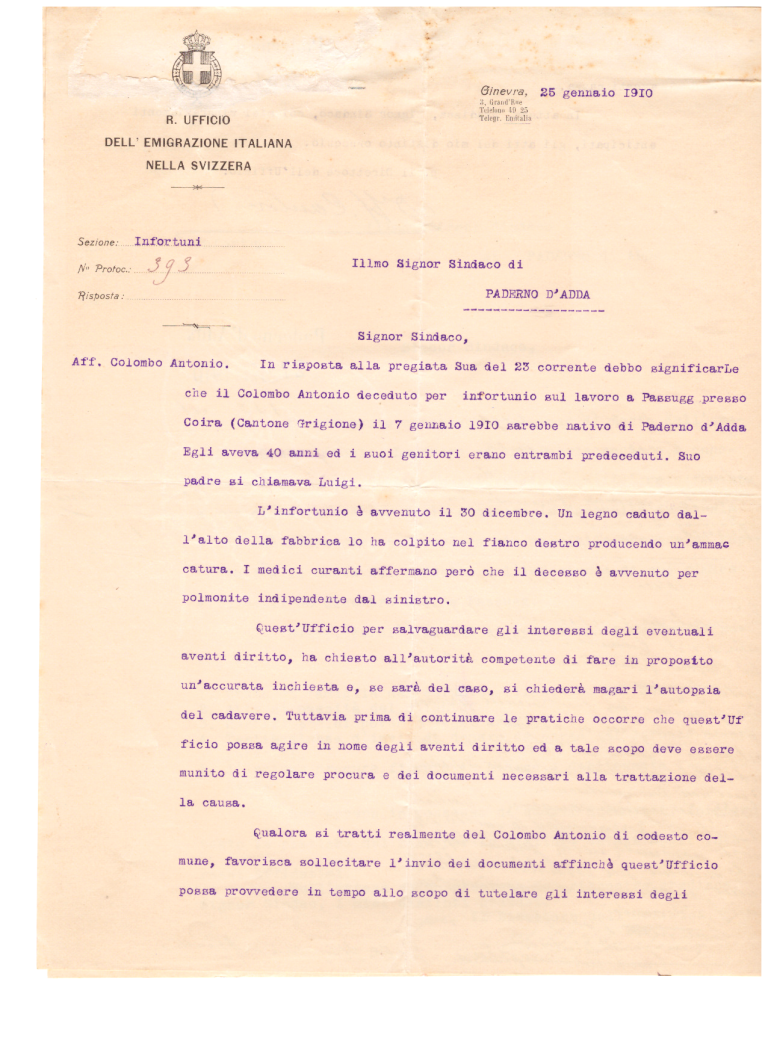 R. UFFICIO
DELL' EMIGRAZIONE ITALIANA
NELLA SVIZZERA
Ginevra, 25 gennaio 1910
3, Grand'Rue
Telefono 40 25
Telegr. Emitalia
Sezione: Infortuni
No Protoc.: 393
Risposta:
Illmo Signor Sindaco di
PADERNO D'ADDA
Signor Sindaco,
Aff. Colombo Antonio. In risposta alla pregiata Sua del 23 corrente debbo significarLe
che il Colombo Antonio deceduto per infortunio sul lavoro a Passugg presso
Coira (Cantone Grigione) il 7 gennaio 1910 sarebbe nativo di Paderno d'Adda
Egli aveva 40 anni ed i suoi genitori erano entrambi predeceduti. Suo
padre si chiamava Luigi.
L'infortunio è avvenuto il 30 dicembre. Un legno caduto dal-
l'alto della fabbrica lo ha colpito nel fianco destro producendo un'ammac
catura. I medici curanti affermano però che il decesso è avvenuto per
polmonite indipendente dal sinistro.
Quest'Ufficio per salvaguardare gli interessi degli eventuali
aventi diritto, ha chiesto all'autorità competente di fare in proposito
un'accurata inchiesta e, se sarà del caso, si chiederà magari l'autopsia
del cadavere. Tuttavia prima di continuare le pratiche occorre che quest'Uf
ficio possa agire in nome degli aventi diritto ed a tale scopo deve essere
munito di regolare procura e dei documenti necessari alla trattazione del-
la causa.
Qualora si tratti realmente del Colombo Antonio di codesto co-
mune, favorisca sollecitare l'invio dei documenti affinchè quest'Ufficio
possa provvedere in tempo allo scopo di tutelare gli interessi degli